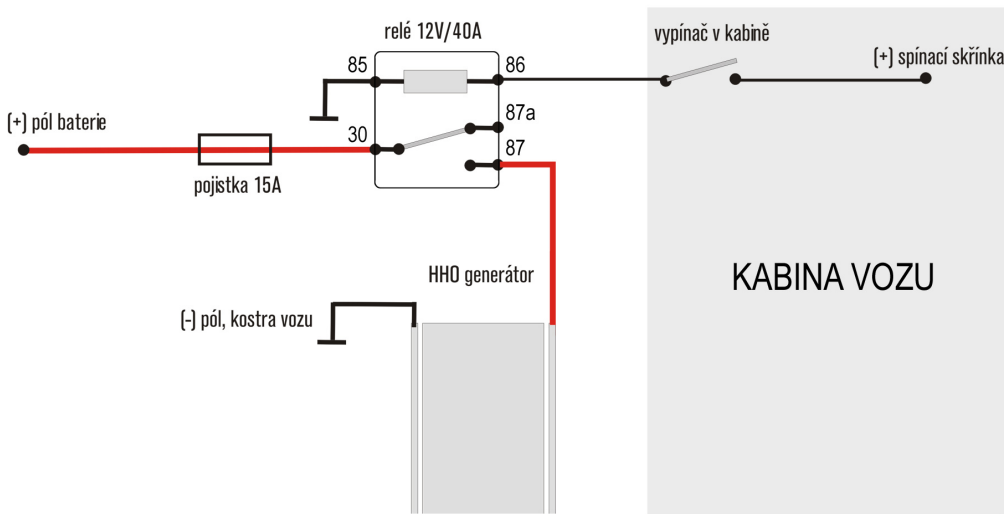 relé 12V/40A
vypínač v kabině
(+) spínací skřínka
85
86
87a
(+) pól baterie
30
87
pojistka 15A
HHO generátor
KABINA VOZU
(-) pól, kostra vozu